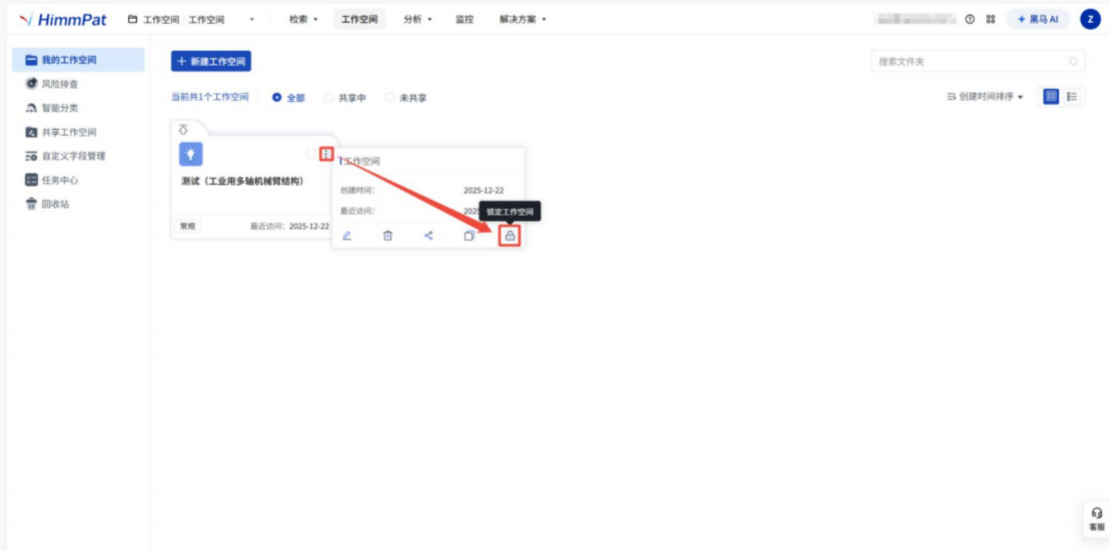 HimmPat 工作空间 工作空间 检索 工作空间 分析 监控 解决方案 黑马 AI Z
我的工作空间
风险排查
智能分类
共享工作空间
自定义字段管理
任务中心
回收站
+ 新建工作空间 搜索文件夹
当前共1个工作空间 全部 共享中 未共享 创建时间排序
测试（工业用多轴机械臂结构）
常规 最近访问：2025-12-22
工作空间
创建时间： 2025-12-22
最近访问： 202
锁定工作空间
客服